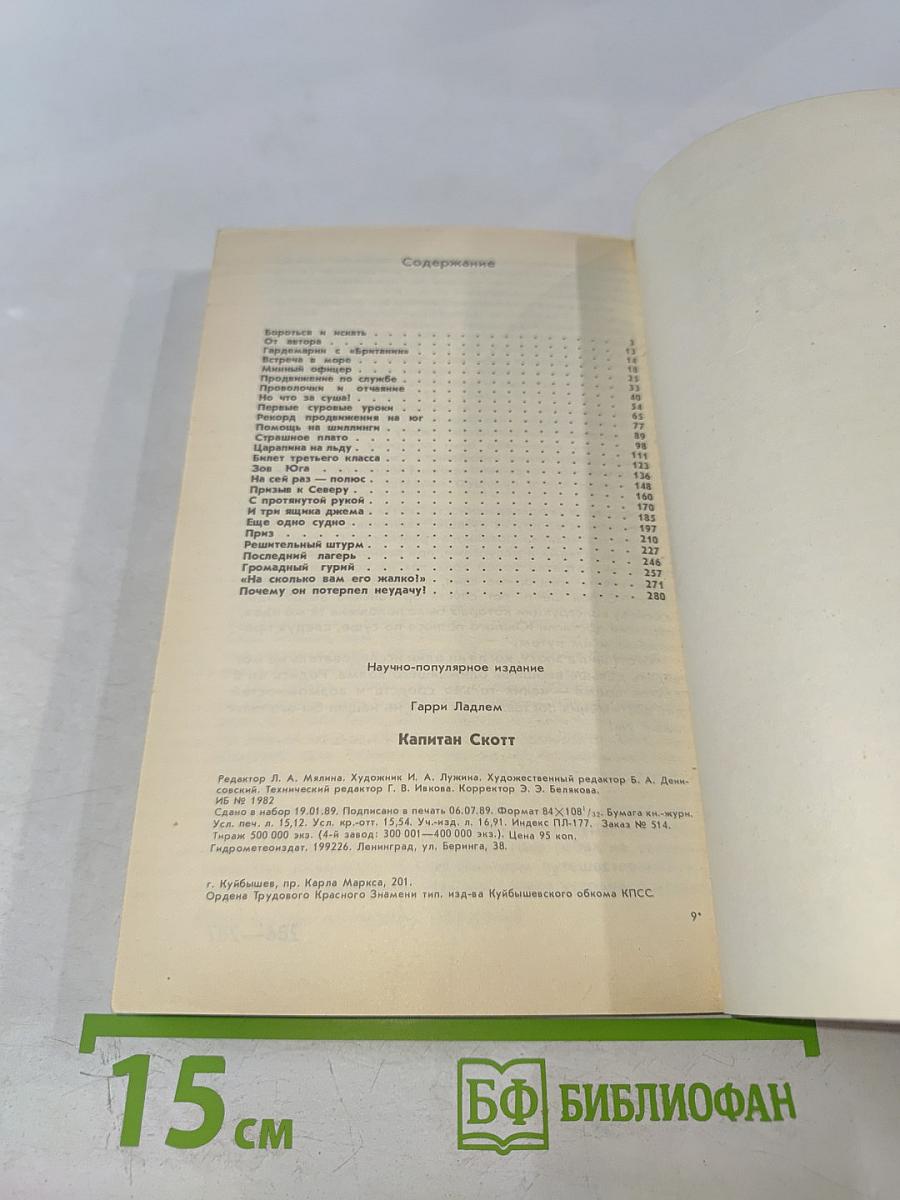 Содержание
Бороться и искать
От автора 3
Гардемарин с «Британии» 13
Встреча в море 14
Минный офицер 18
Продвижение по службе 25
Проволочки и отчаяние 33
Но что за суша! 40
Первые суровые уроки 54
Рекорд продвижения на юг 65
Помощь на шиллинги 77
Страшное плато 89
Царапина на льду 98
Билет третьего класса 111
Зов Юга 123
На сей раз — полюс 136
Призыв к Северу 148
С протянутой рукой 160
И три ящика джема 170
Еще одно судно 185
Приз 197
Решительный штурм 210
Последний лагерь 227
Громадный гурий 246
«На сколько вам его жалко!» 257
Почему он потерпел неудачу! 271
280
Научно-популярное издание
Гарри Ладлем
Капитан Скотт
Редактор Л. А. Мялина. Художник И. А. Лужина. Художественный редактор Б. А. Дени-
совский. Технический редактор Г. В. Ивкова. Корректор Э. Э. Белякова.
ИБ № 1982
Сдано в набор 19.01.89. Подписано в печать 06.07.89. Формат 84×108¹/₃₂. Бумага кн.-журн.
Усл. печ. л. 15,12. Усл. кр.-отт. 15,54. Уч.-изд. л. 16,91. Индекс ПЛ-177. Заказ № 514.
Тираж 500 000 экз. (4-й завод: 300 001—400 000 экз.). Цена 95 коп.
Гидрометеоиздат. 199226. Ленинград, ул. Беринга, 38.
г. Куйбышев, пр. Карла Маркса, 201.
Ордена Трудового Красного Знамени тип. изд-ва Куйбышевского обкома КПСС.
9*
15 см
БФ БИБЛИОФАН